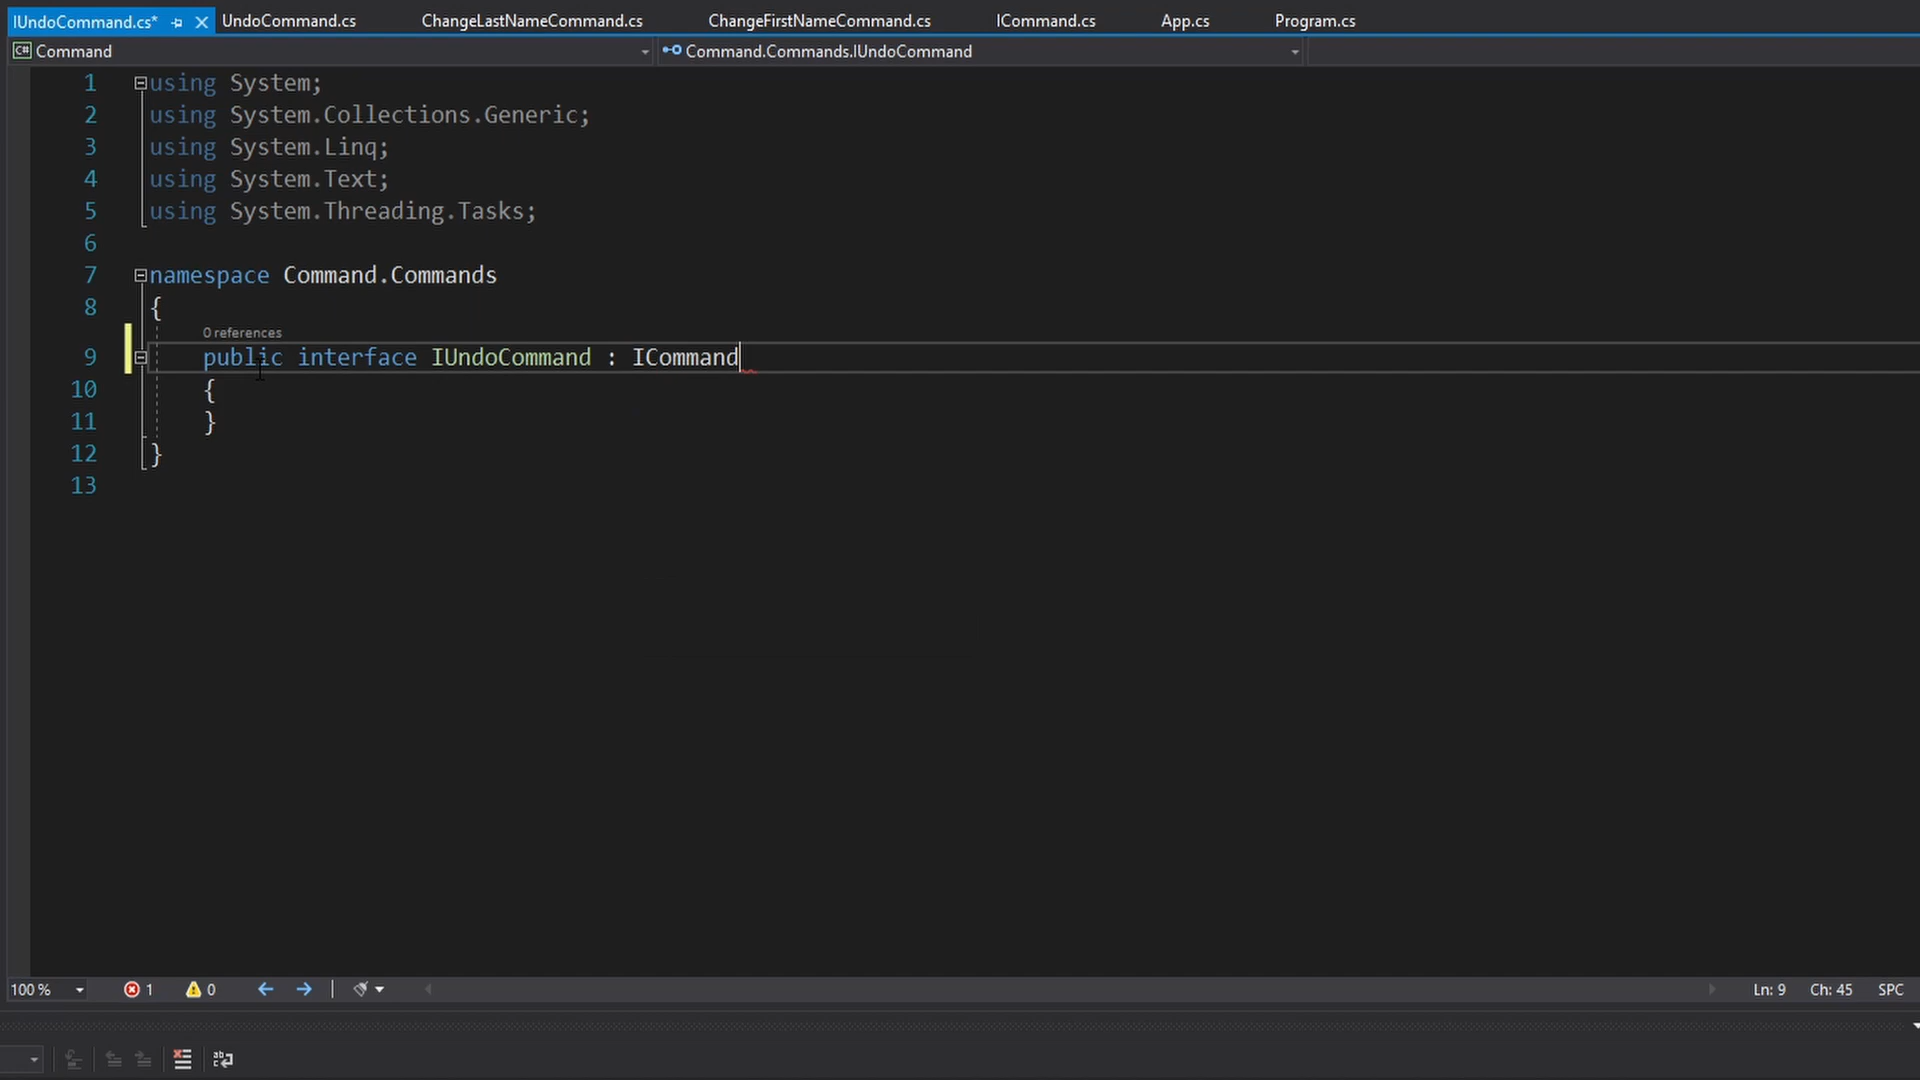 IUndoCommand.cs* UndoCommand.cs ChangeLastNameCommand.cs ChangeFirstNameCommand.cs ICommand.cs App.cs Program.cs
C# Command Command.Commands.IUndoCommand
1 using System;
2 using System.Collections.Generic;
3 using System.Linq;
4 using System.Text;
5 using System.Threading.Tasks;
6
7 namespace Command.Commands
8 {
0 references
9 public interface IUndoCommand : ICommand
10 {
11 }
12 }
13
100 % 1 0 Ln: 9 Ch: 45 SPC